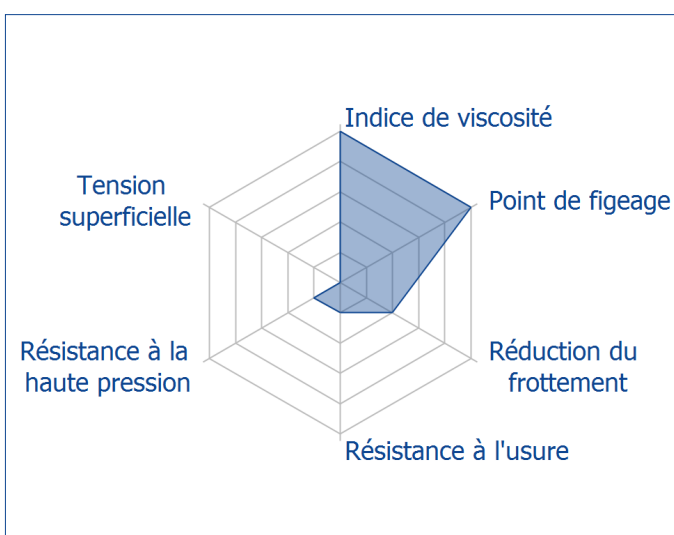 Indice de viscosité
Tension
superficielle
Point de figeage
Résistance à la
haute pression
Réduction du
frottement
Résistance à l'usure